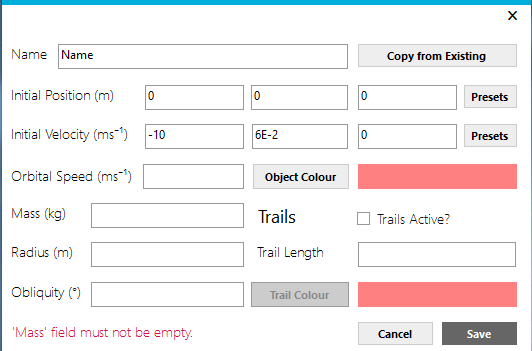 ×
Name Name Copy from Existing
Initial Position (m) 0 0 0 Presets
Initial Velocity (ms⁻¹) -10 6E-2 0 Presets
Orbital Speed (ms⁻¹) Object Colour
Mass (kg) Trails Trails Active?
Radius (m) Trail Length
Obliquity (°) Trail Colour
'Mass' field must not be empty. Cancel Save